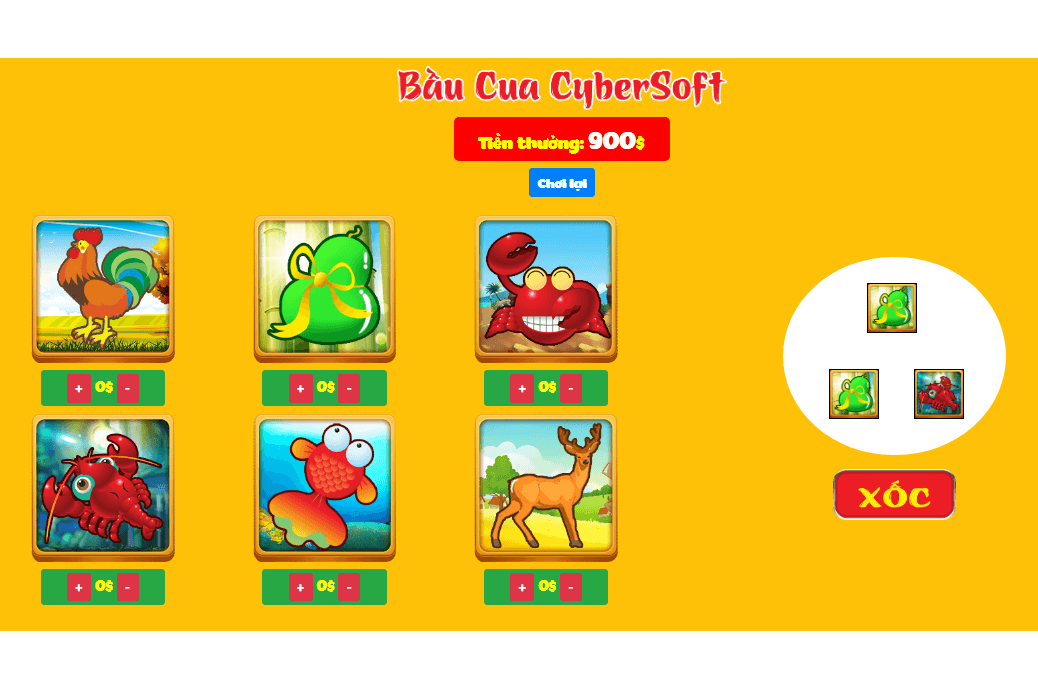 Bầu Cua CyberSoft
Tiền thưởng: 900$
Chơi lại
+ 0$ -
+ 0$ -
+ 0$ -
+ 0$ -
+ 0$ -
+ 0$ -
XỐC